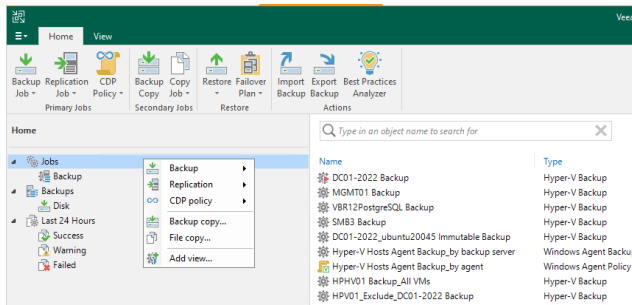 Veea
Home View
Backup Job
Replication Job
CDP Policy
Backup Copy
Copy Job
Restore
Failover Plan
Import Backup
Export Backup
Best Practices Analyzer
Primary Jobs
Secondary Jobs
Restore
Actions
Home
Type in an object name to search for
Jobs
Backup
Backups
Disk
Last 24 Hours
Success
Warning
Failed
Backup
Replication
CDP policy
Backup copy...
File copy...
Add view...
Name Type
DC01-2022 Backup Hyper-V Backup
MGMT01 Backup Hyper-V Backup
VBR12PostgreSQL Backup Hyper-V Backup
SMB3 Backup Hyper-V Backup
DC01-2022_ubuntu20045 Immutable Backup Hyper-V Backup
Hyper-V Hosts Agent Backup_by backup server Windows Agent Backup
Hyper-V Hosts Agent Backup_by agent Windows Agent Policy
HPHV01 Backup_All VMs Hyper-V Backup
HPV01_Exclude_DC01-2022 Backup Hyper-V Backup